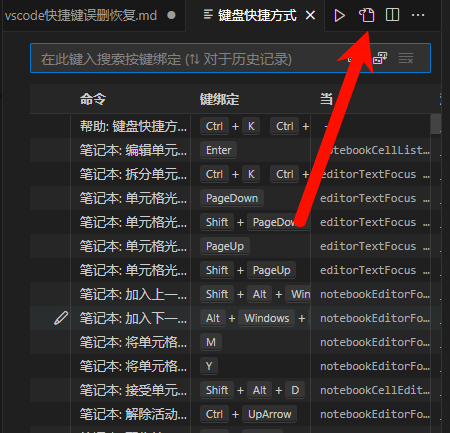 vscode快捷键误删恢复.md 键盘快捷方式
在此键入搜索按键绑定 (⇅ 对于历史记录)
命令 键绑定 当
帮助: 键盘快捷方... Ctrl + K Ctrl +
笔记本: 编辑单元... Enter notebookCellList...
笔记本: 拆分单元... Ctrl + K Ctrl + editorTextFocus ...
笔记本: 单元格光... PageDown editorTextFocus ...
笔记本: 单元格光... Shift + PageDown editorTextFocus ...
笔记本: 单元格光... PageUp editorTextFocus ...
笔记本: 单元格光... Shift + PageUp editorTextFocus ...
笔记本: 加入上一... Shift + Alt + Win notebookEditorFo...
笔记本: 加入下一... Alt + Windows + notebookEditorFo...
笔记本: 将单元格... M notebookEditorFo...
笔记本: 将单元格... Y notebookEditorFo...
笔记本: 接受单元... Shift + Alt + D notebookCellEdit...
笔记本: 解除活动... Ctrl + UpArrow notebookEditorFo...